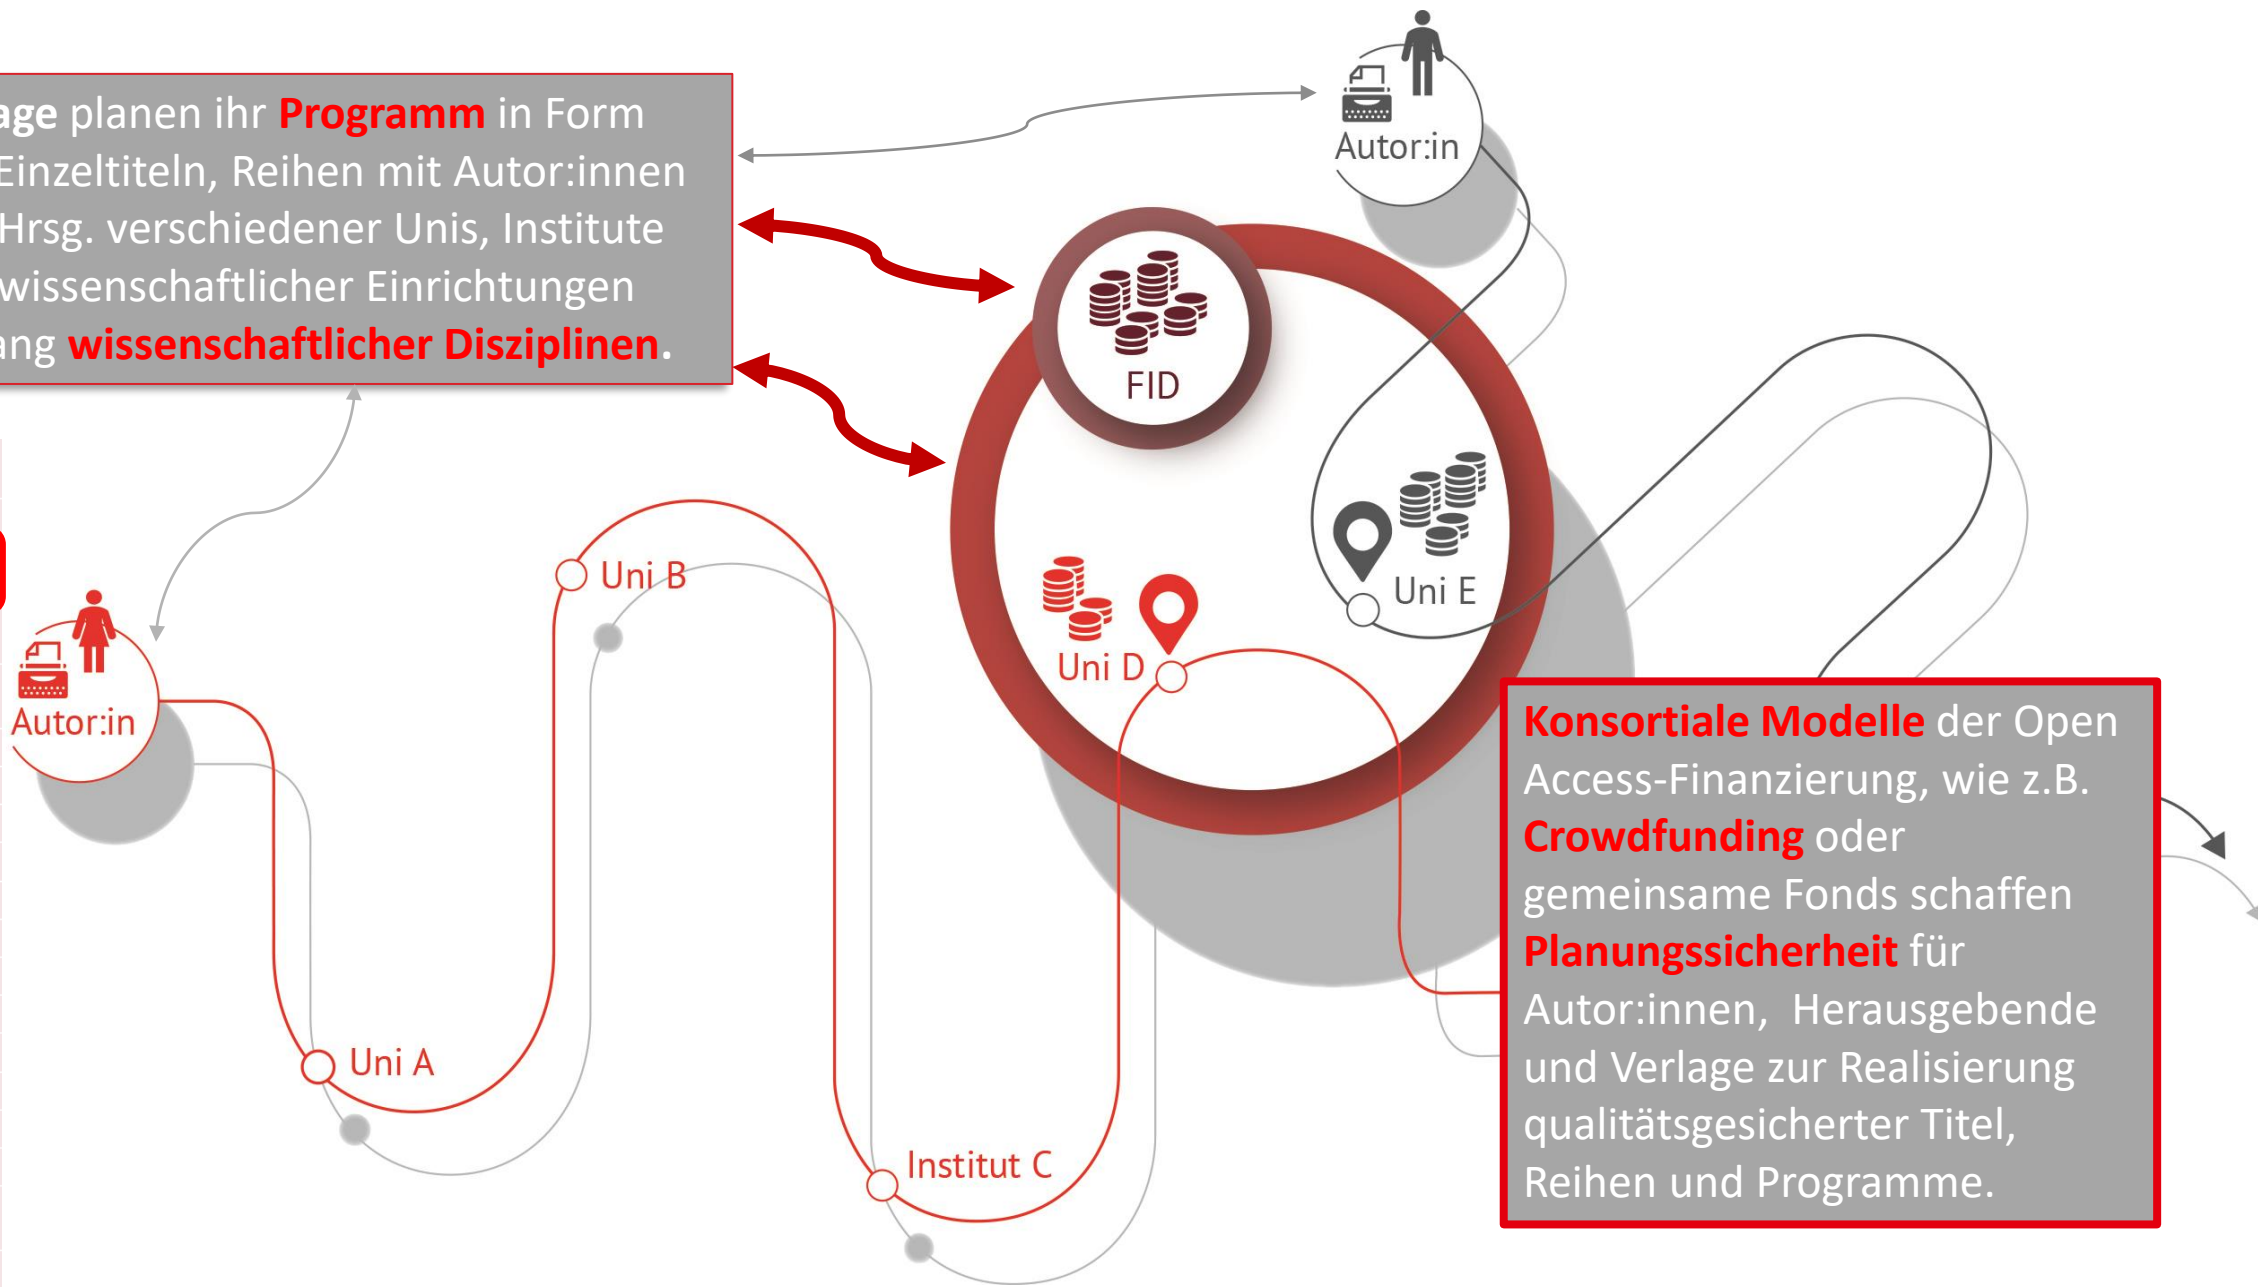 age planen ihr Programm in Form
Einzeltiteln, Reihen mit Autor:innen
Hrsg. verschiedener Unis, Institute
wissenschaftlicher Einrichtungen
ang wissenschaftlicher Disziplinen.
Autor:in
FID
Uni E
Uni B
Uni D
Autor:in
Uni A
Institut C
Konsortiale Modelle der Open
Access-Finanzierung, wie z.B.
Crowdfunding oder
gemeinsame Fonds schaffen
Planungssicherheit für
Autor:innen, Herausgebende
und Verlage zur Realisierung
qualitätsgesicherter Titel,
Reihen und Programme.